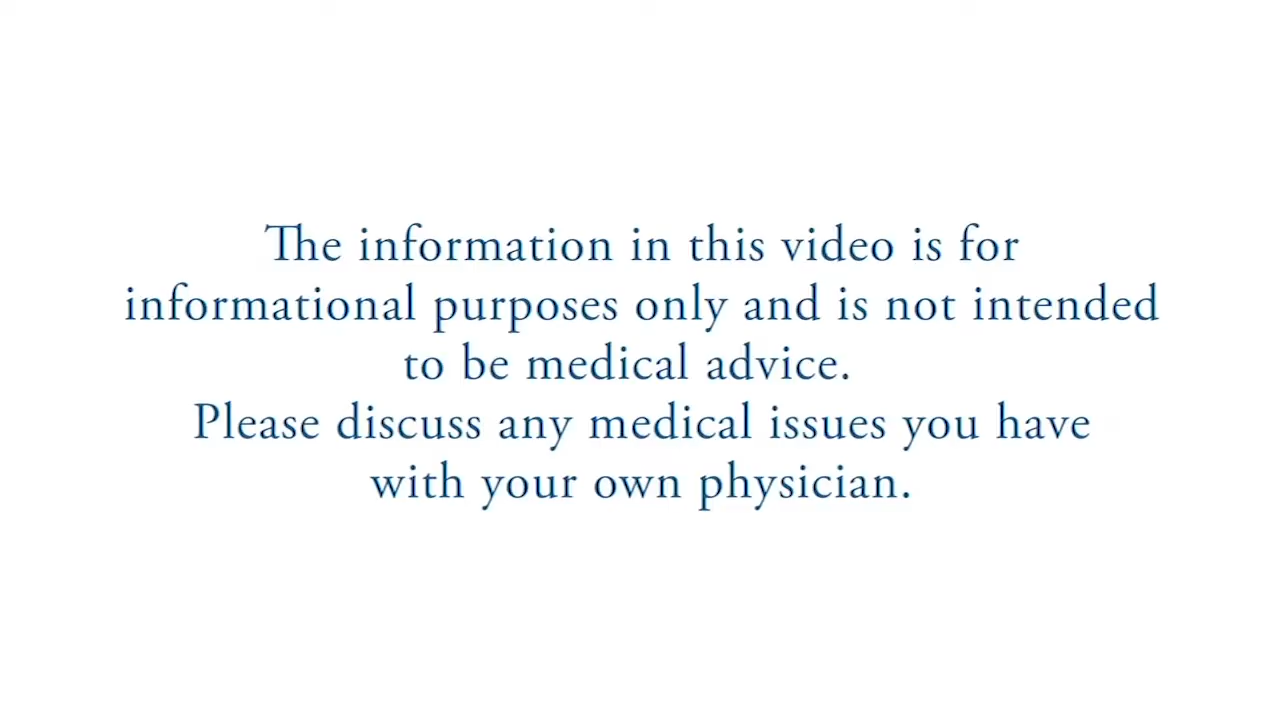 The information in this video is for
informational purposes only and is not intended
to be medical advice.
Please discuss any medical issues you have
with your own physician.